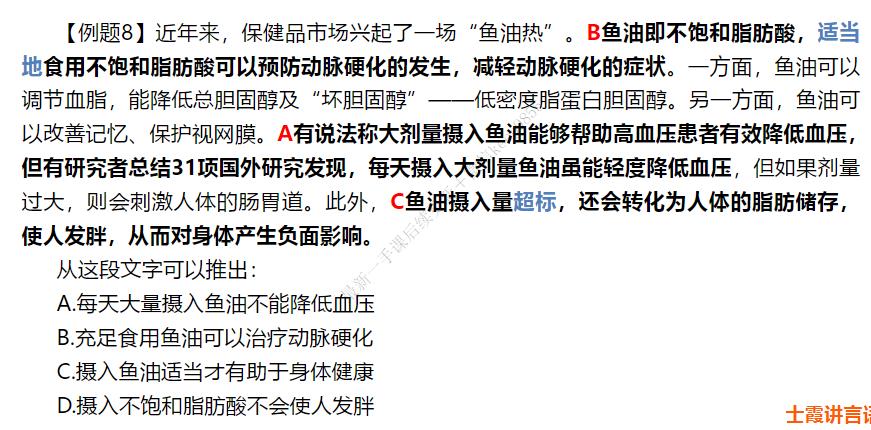 【例题8】近年来，保健品市场兴起了一场“鱼油热”。B鱼油即不饱和脂肪酸，适当
地食用不饱和脂肪酸可以预防动脉硬化的发生，减轻动脉硬化的症状。一方面，鱼油可以
调节血脂，能降低总胆固醇及“坏胆固醇”——低密度脂蛋白胆固醇。另一方面，鱼油可
以改善记忆、保护视网膜。A有说法称大剂量摄入鱼油能够帮助高血压患者有效降低血压，
但有研究者总结31项国外研究发现，每天摄入大剂量鱼油虽能轻度降低血压，但如果剂量
过大，则会刺激人体的肠胃道。此外，C鱼油摄入量超标，还会转化为人体的脂肪储存，
使人发胖，从而对身体产生负面影响。
从这段文字可以推出：
A.每天大量摄入鱼油不能降低血压
B.充足食用鱼油可以治疗动脉硬化
C.摄入鱼油适当才有助于身体健康
D.摄入不饱和脂肪酸不会使人发胖
士霞讲言语